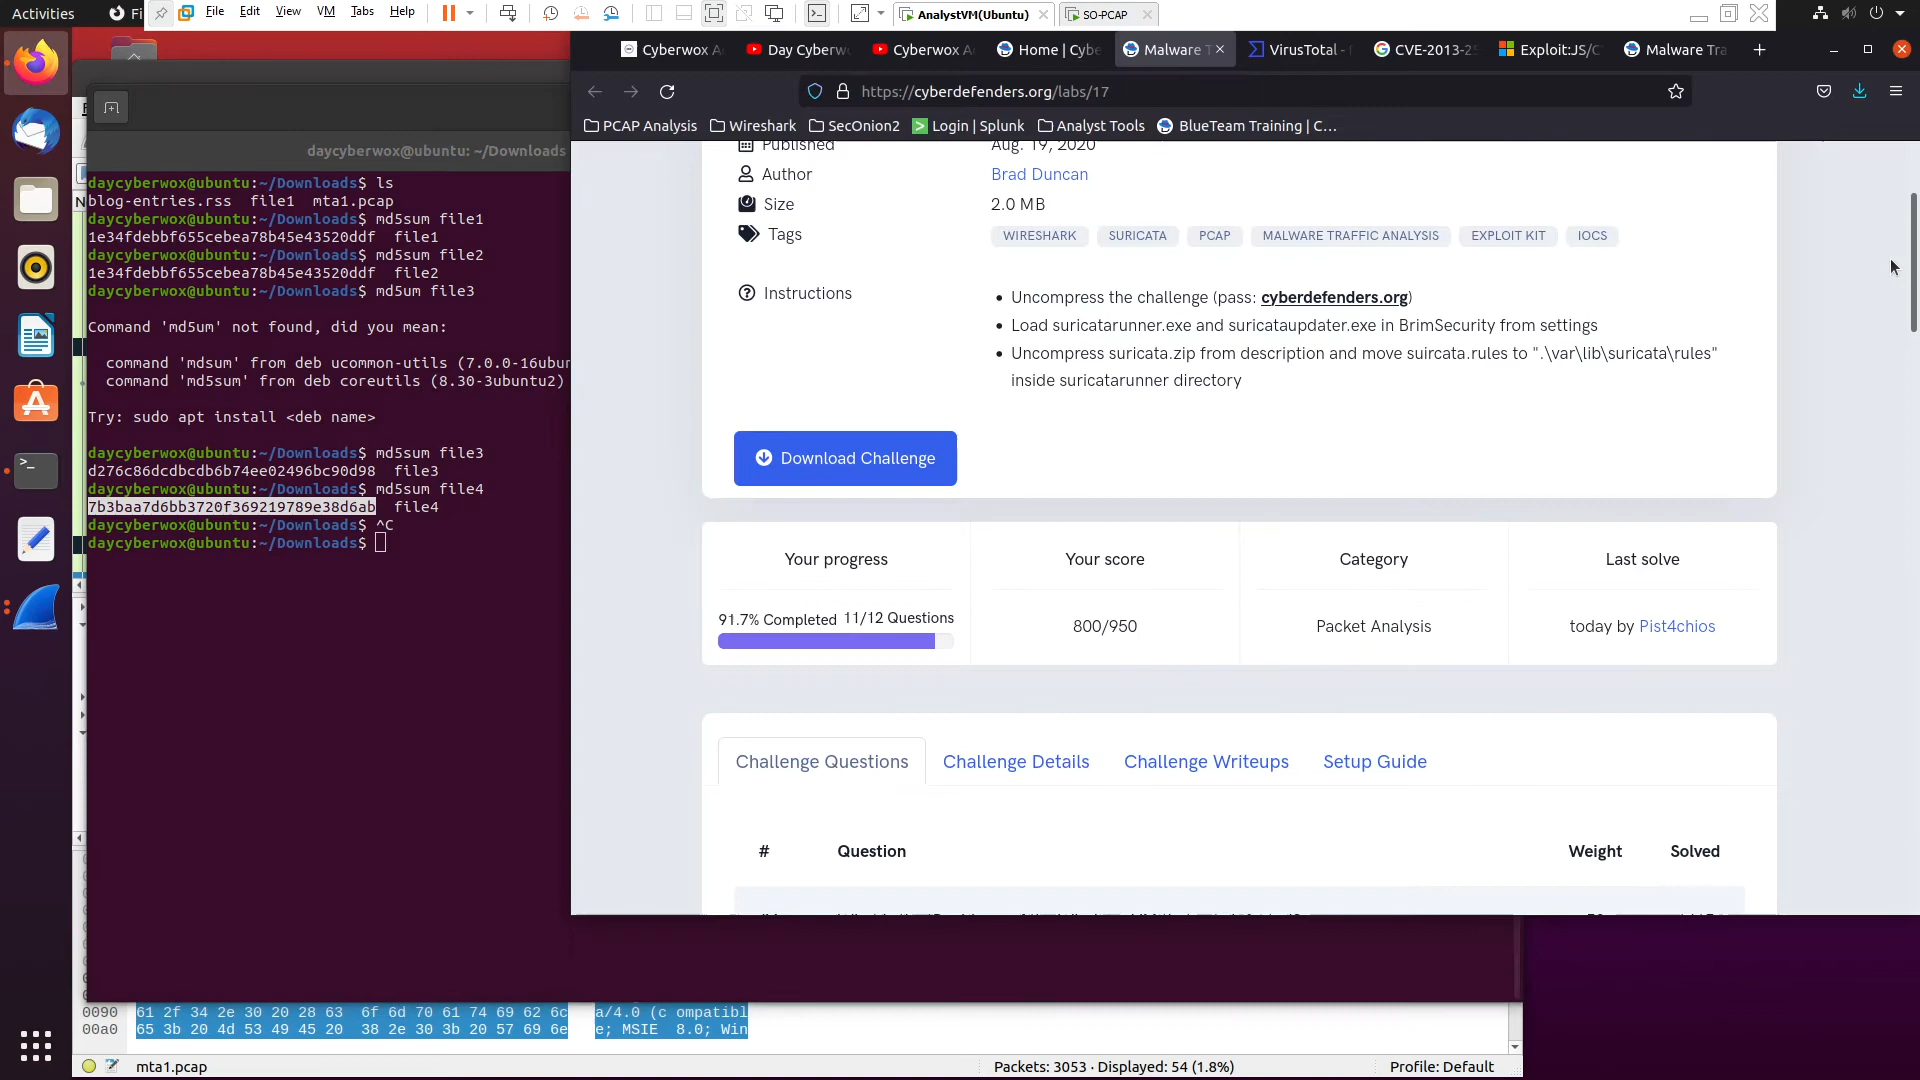 Activities
Fi
File Edit View VM Tabs Help
AnalystVM(Ubuntu)
SO-PCAP
Cyberwox A
Day Cyberw
Cyberwox A
Home | Cybe
Malware T
VirusTotal -
CVE-2013-25
Exploit:JS/C
Malware Tra
https://cyberdefenders.org/labs/17
PCAP Analysis
Wireshark
SecOnion2
Login | Splunk
Analyst Tools
BlueTeam Training | C…
daycyberwox@ubuntu: ~/Downloads
daycyberwox@ubuntu:~/Downloads$ ls
blog-entries.rss file1 mta1.pcap
daycyberwox@ubuntu:~/Downloads$ md5sum file1
1e34fdebbf655cebea78b45e43520ddf file1
daycyberwox@ubuntu:~/Downloads$ md5sum file2
1e34fdebbf655cebea78b45e43520ddf file2
daycyberwox@ubuntu:~/Downloads$ md5um file3
Command 'md5um' not found, did you mean:
command 'mdsum' from deb ucommon-utils (7.0.0-16ubun
command 'md5sum' from deb coreutils (8.30-3ubuntu2)
Try: sudo apt install <deb name>
daycyberwox@ubuntu:~/Downloads$ md5sum file3
d276c86dcdbcdb6b74ee02496bc90d98 file3
daycyberwox@ubuntu:~/Downloads$ md5sum file4
7b3baa7d6bb3720f369219789e38d6ab file4
daycyberwox@ubuntu:~/Downloads$ ^C
daycyberwox@ubuntu:~/Downloads$
Published Aug. 19, 2020
Author Brad Duncan
Size 2.0 MB
Tags WIRESHARK SURICATA PCAP MALWARE TRAFFIC ANALYSIS EXPLOIT KIT IOCS
Instructions
• Uncompress the challenge (pass: cyberdefenders.org)
• Load suricatarunner.exe and suricataupdater.exe in BrimSecurity from settings
• Uncompress suricata.zip from description and move suircata.rules to ".\var\lib\suricata\rules"
inside suricatarunner directory
Download Challenge
Your progress Your score Category Last solve
91.7% Completed 11/12 Questions 800/950 Packet Analysis today by Pist4chios
Challenge Questions Challenge Details Challenge Writeups Setup Guide
# Question Weight Solved
0090 61 2f 34 2e 30 20 28 63 6f 6d 70 61 74 69 62 6c a/4.0 (c ompatibl
00a0 65 3b 20 4d 53 49 45 20 38 2e 30 3b 20 57 69 6e e; MSIE 8.0; Win
mta1.pcap
Packets: 3053 · Displayed: 54 (1.8%)
Profile: Default